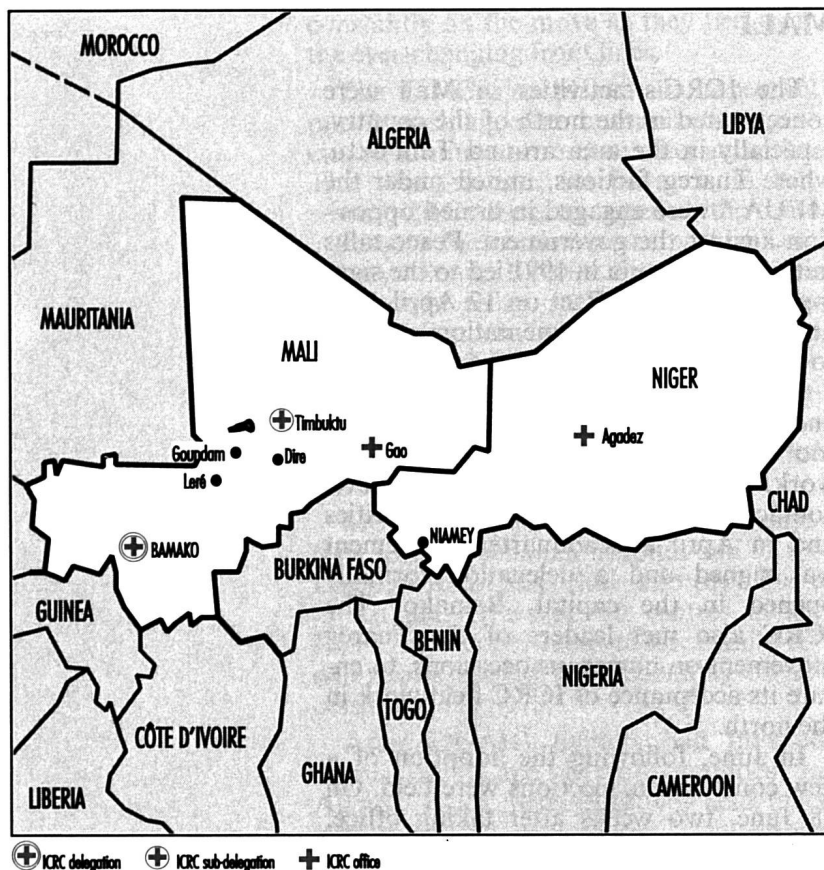 MOROCCO
ALGERIA
LIBYA
MAURITANIA
MALI
NIGER
Timbuktu
Goundam
Dire
Gao
Agadez
Leré
CHAD
BAMAKO
NIAMEY
BURKINA FASO
GUINEA
BENIN
NIGERIA
CÔTE D'IVOIRE
TOGO
GHANA
LIBERIA
CAMEROON
ICRC delegation ICRC sub-delegation ICRC office